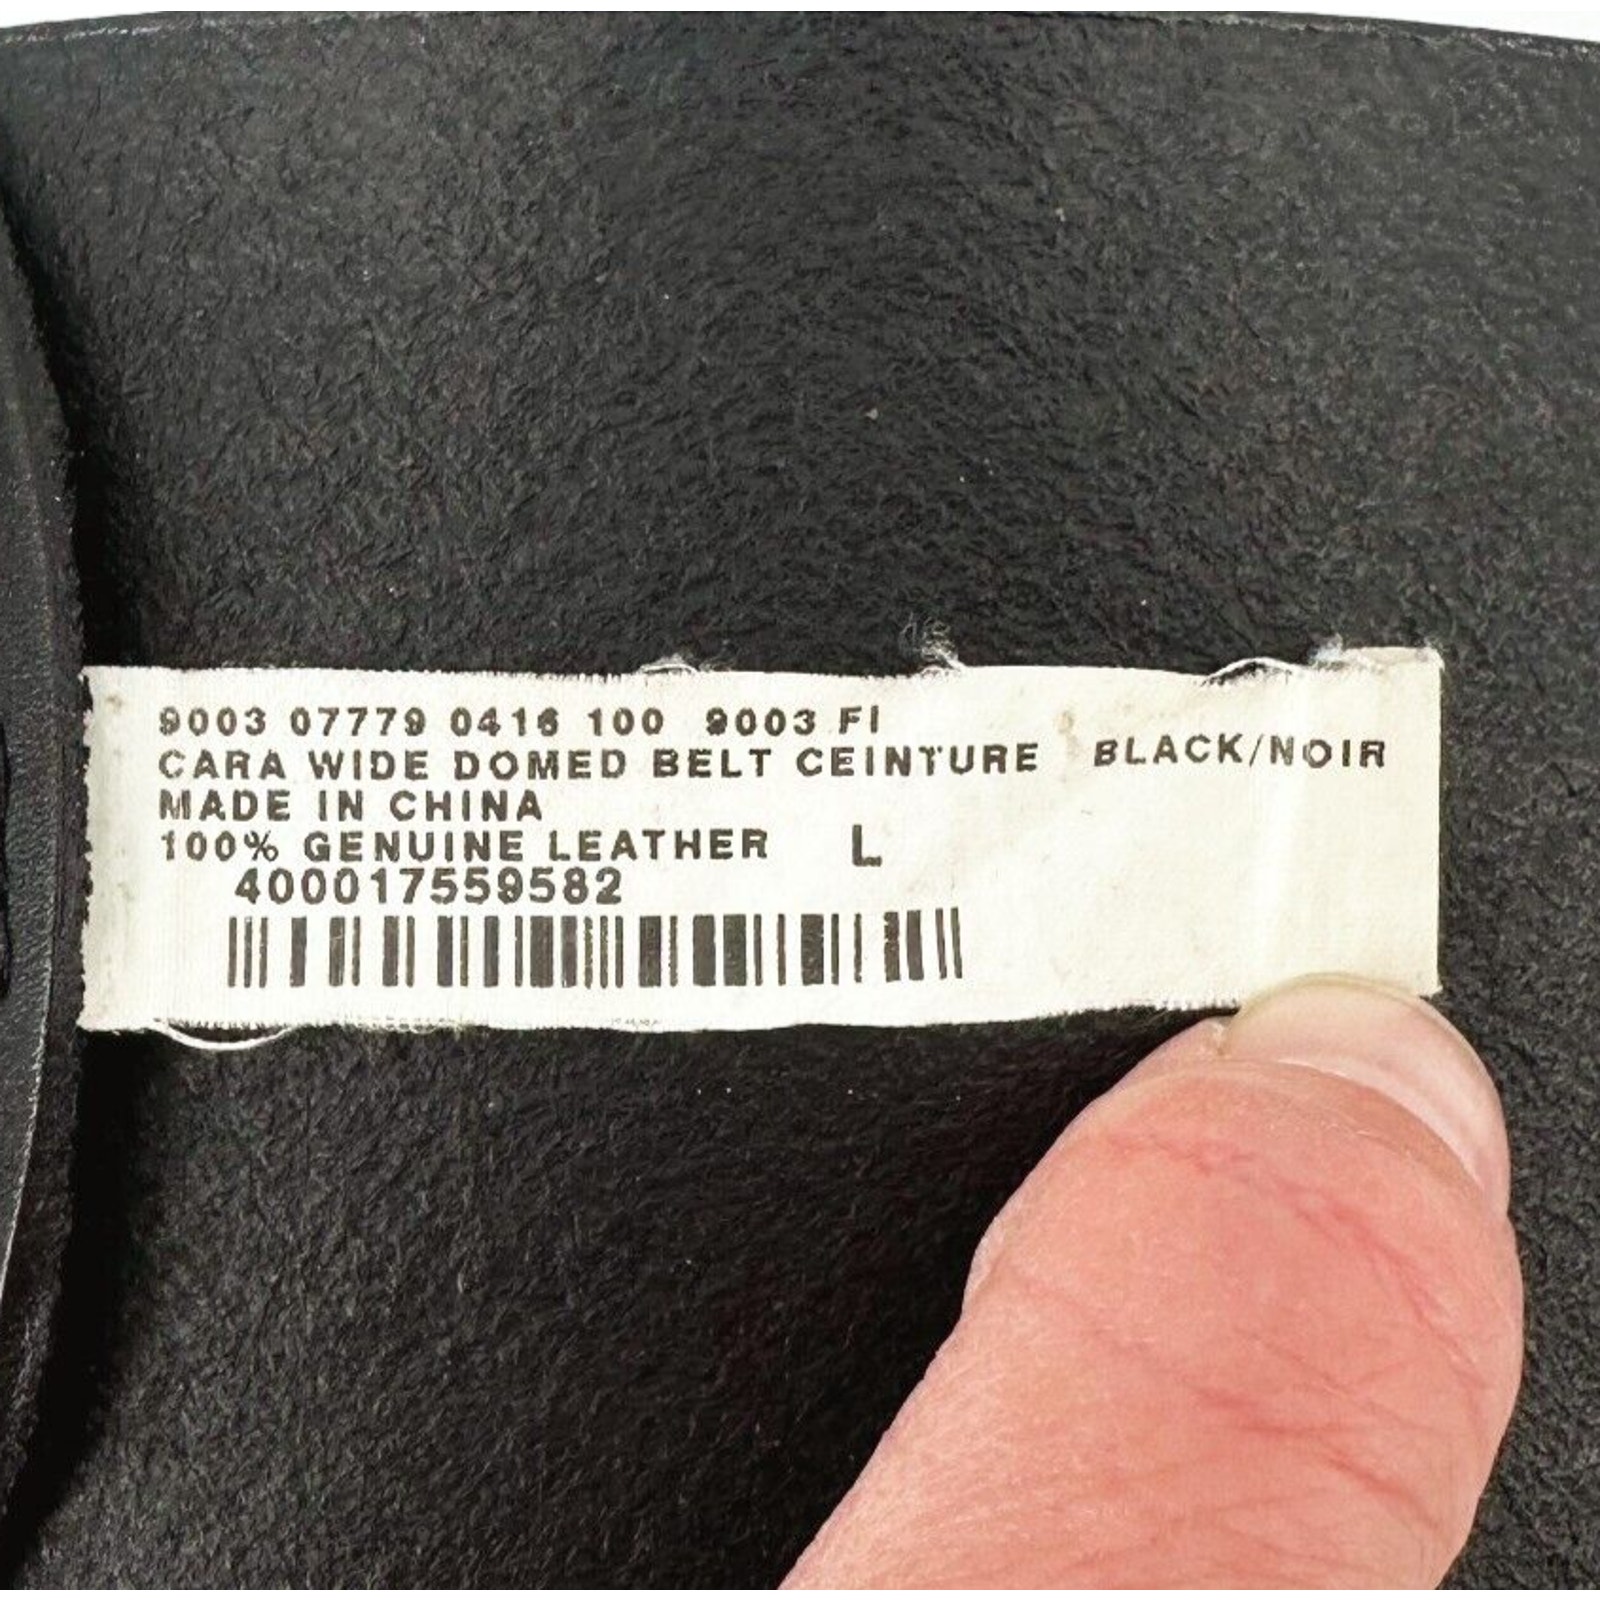 9003 07779 0416 100 9003 FI
CARA WIDE DOMED BELT CEINTURE BLACK/NOIR
MADE IN CHINA
100% GENUINE LEATHER L
400017559582